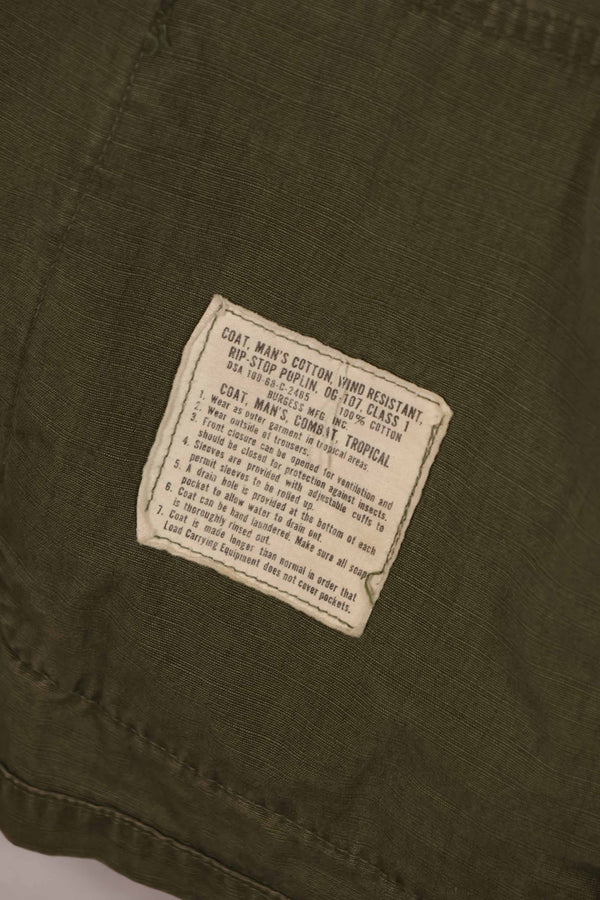 COAT, MAN'S COTTON, WIND RESISTANT,
RIP-STOP POPLIN, OG-107, CLASS 1
DSA 100-68-C-2465 100% COTTON
BURGESS MFG. INC.
COAT, MAN'S, COMBAT, TROPICAL
1. Wear as outer garment in tropical areas.
2. Wear outside of trousers.
3. Front closure can be opened for ventilation and
should be closed for protection against insects.
4. Sleeves are provided with adjustable cuffs to
permit sleeves to be rolled up.
5. A drain hole is provided at the bottom of each
pocket to allow water to drain out.
6. Coat can be hand laundered. Make sure all soap
is thoroughly rinsed out.
7. Coat is made longer than normal in order that
Load Carrying Equipment does not cover pockets.